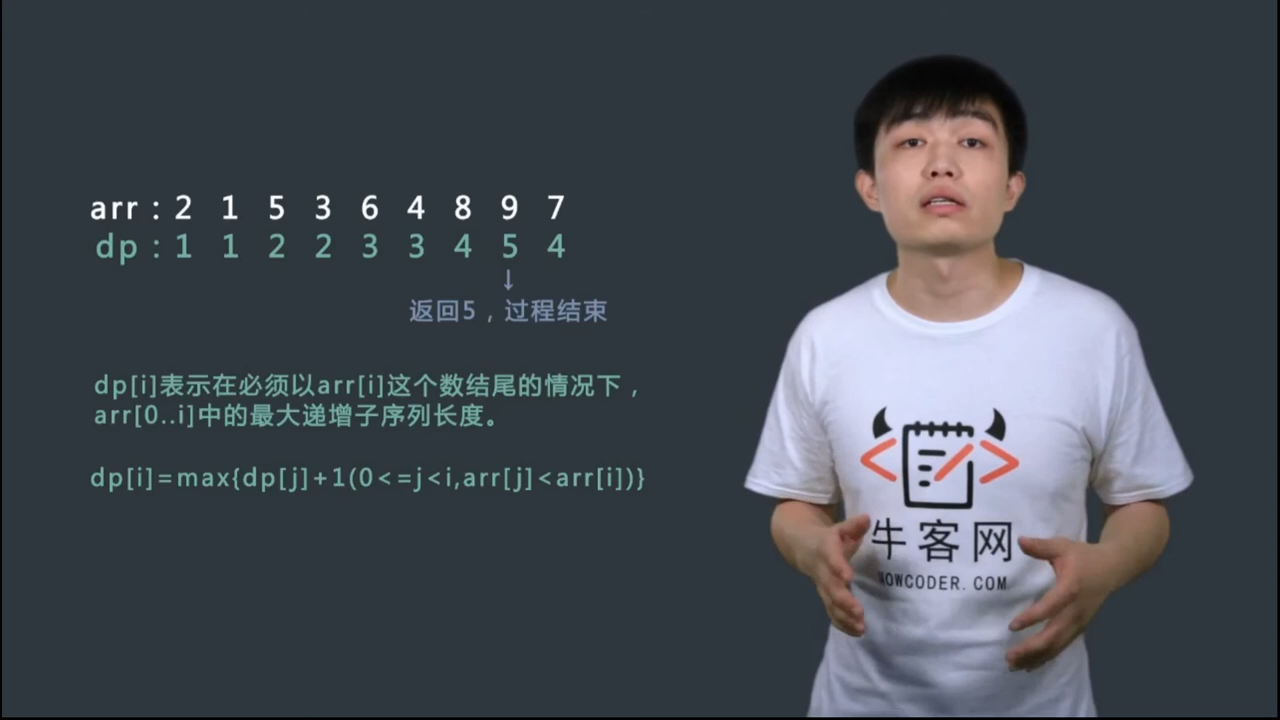 arr : 2 1 5 3 6 4 8 9 7
dp : 1 1 2 2 3 3 4 5 4
↓
返回5，过程结束
dp[i]表示在必须以arr[i]这个数结尾的情况下，
arr[0..i]中的最大递增子序列长度。
dp[i]=max{dp[j]+1(0<=j<i,arr[j]<arr[i])}
牛客网
NOWCODER.COM